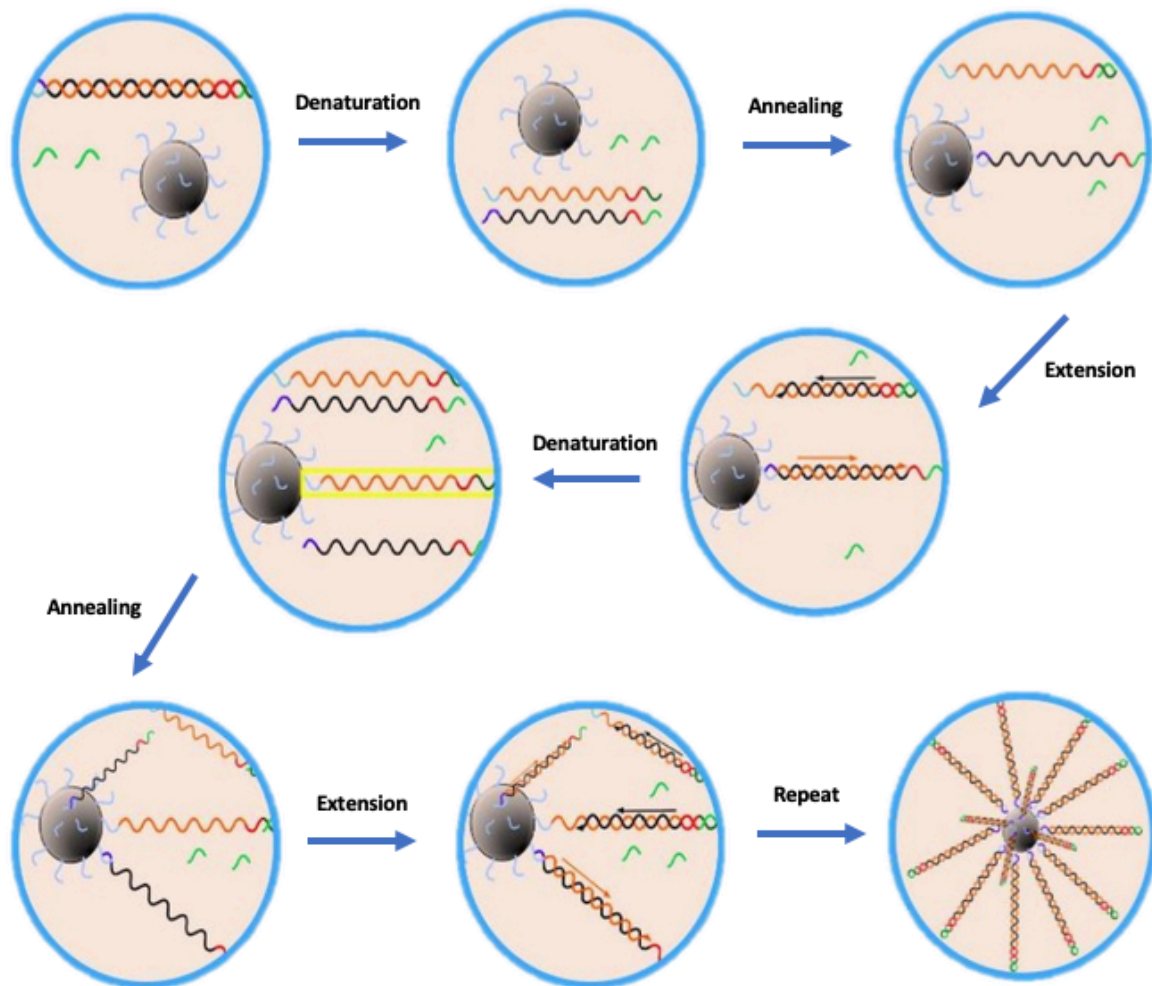 Denaturation
Annealing
Extension
Denaturation
Annealing
Extension
Repeat